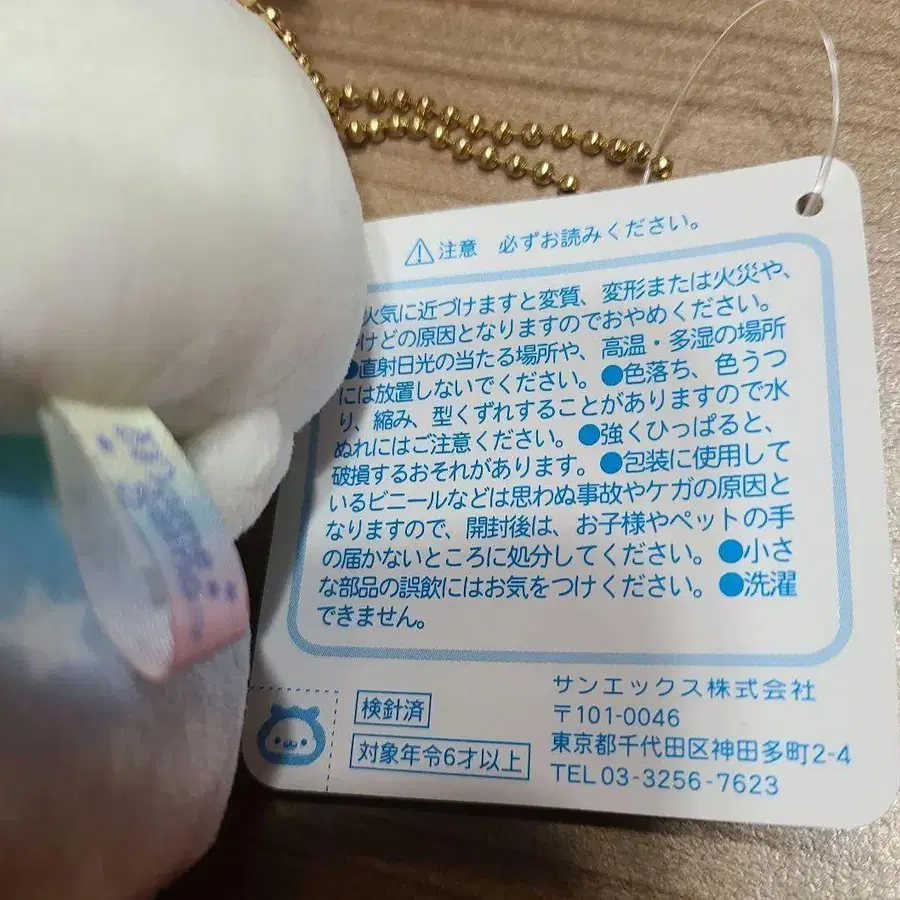 注意 必ずお読みください。
火気に近づけますと変質、変形または火災や、
けどの原因となりますのでおやめください。
●直射日光の当たる場所や、高温・多湿の場所
には放置しないでください。●色落ち、色うつ
り、縮み、型くずれすることがありますので水
ぬれにはご注意ください。●強くひっぱると、
破損するおそれがあります。●包装に使用して
いるビニールなどは思わぬ事故やケガの原因と
なりますので、開封後は、お子様やペットの手
の届かないところに処分してください。●小さ
な部品の誤飲にはお気をつけください。●洗濯
できません。
検針済
対象年令6才以上
サンエックス株式会社
〒101-0046
東京都千代田区神田多町2-4
TEL 03-3256-7623